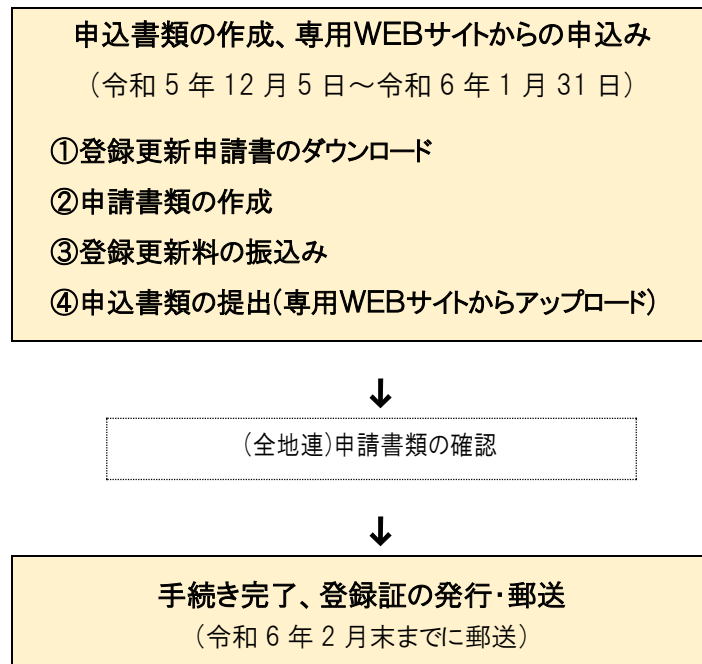 申込書類の作成、専用WEBサイトからの申込み
（令和 5 年 12 月 5 日～令和 6 年 1 月 31 日）
①登録更新申請書のダウンロード
②申請書類の作成
③登録更新料の振込み
④申込書類の提出(専用WEBサイトからアップロード)
↓
(全地連)申請書類の確認
↓
手続き完了、登録証の発行・郵送
（令和 6 年 2 月末までに郵送）